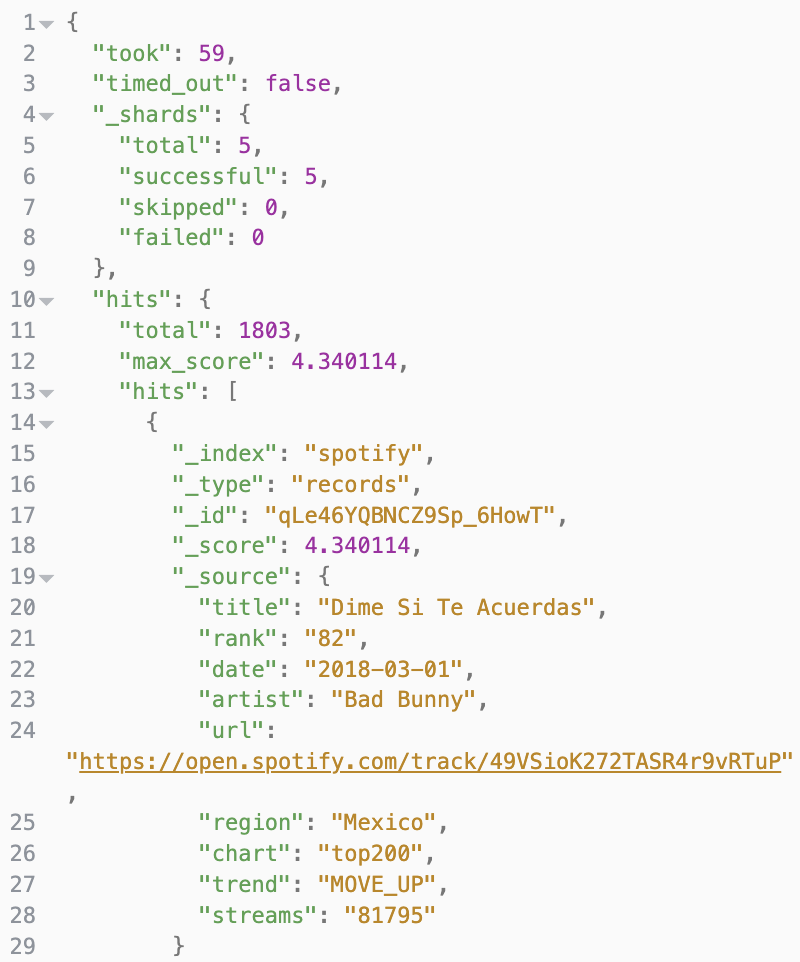 1 {
2 "took": 59,
3 "timed_out": false,
4 "_shards": {
5 "total": 5,
6 "successful": 5,
7 "skipped": 0,
8 "failed": 0
9 },
10 "hits": {
11 "total": 1803,
12 "max_score": 4.340114,
13 "hits": [
14 {
15 "_index": "spotify",
16 "_type": "records",
17 "_id": "qLe46YQBNCZ9Sp_6HowT",
18 "_score": 4.340114,
19 "_source": {
20 "title": "Dime Si Te Acuerdas",
21 "rank": "82",
22 "date": "2018-03-01",
23 "artist": "Bad Bunny",
24 "url":
"https://open.spotify.com/track/49VSioK272TASR4r9vRTuP"
,
25 "region": "Mexico",
26 "chart": "top200",
27 "trend": "MOVE_UP",
28 "streams": "81795"
29 }